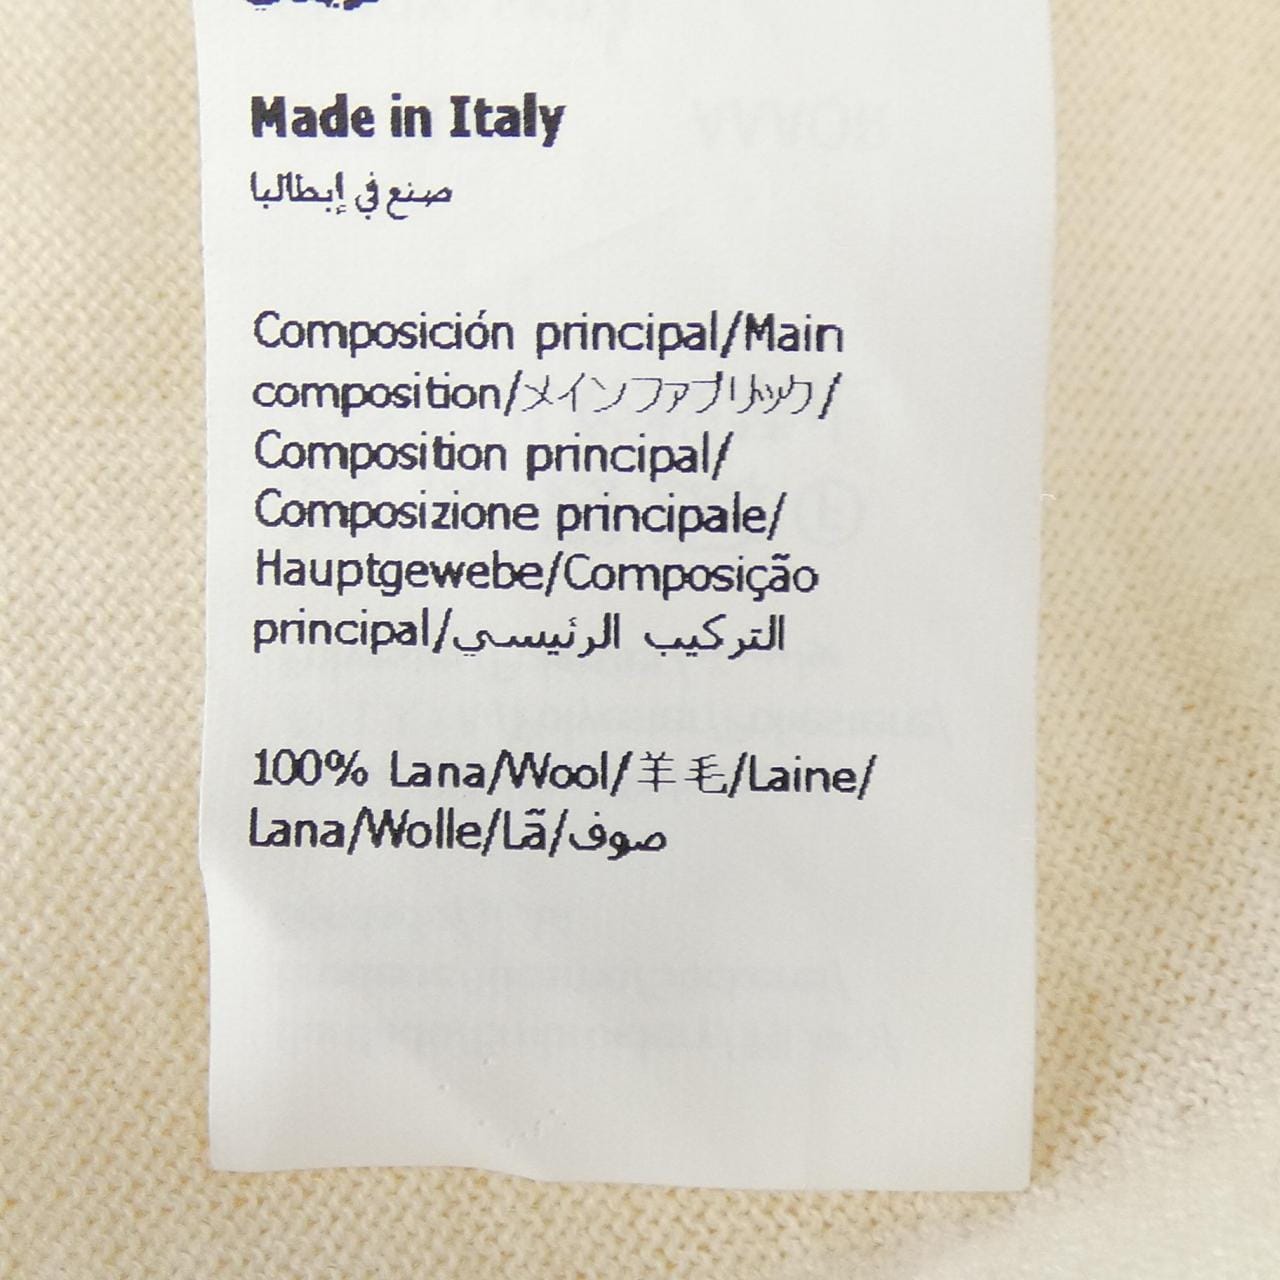 Made in Italy
صنع في إيطاليا
Composición principal/Main
composition/メインファブリック/
Composition principal/
Composizione principale/
Hauptgewebe/Composição
principal/التركيب الرئيسي
100% Lana/Wool/羊毛/Laine/
Lana/Wolle/Lã/صوف